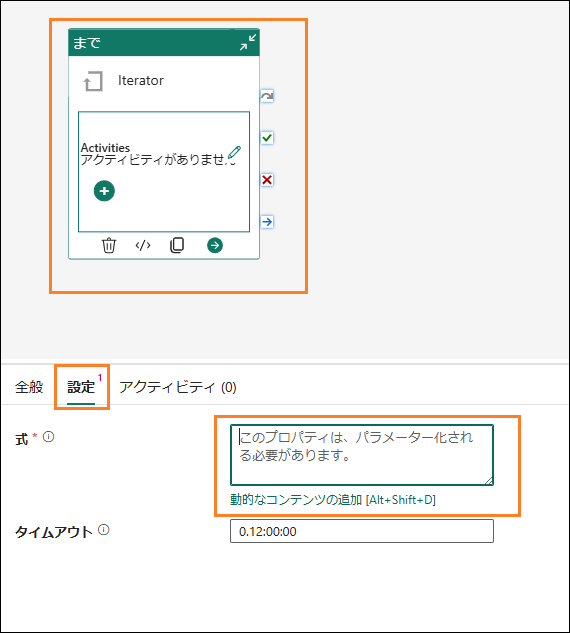 まで
Iterator
Activities
アクティビティがありません
</>
全般
設定 1
アクティビティ (0)
式 *
このプロパティは、パラメーター化され
る必要があります。
動的なコンテンツの追加 [Alt+Shift+D]
タイムアウト
0.12:00:00